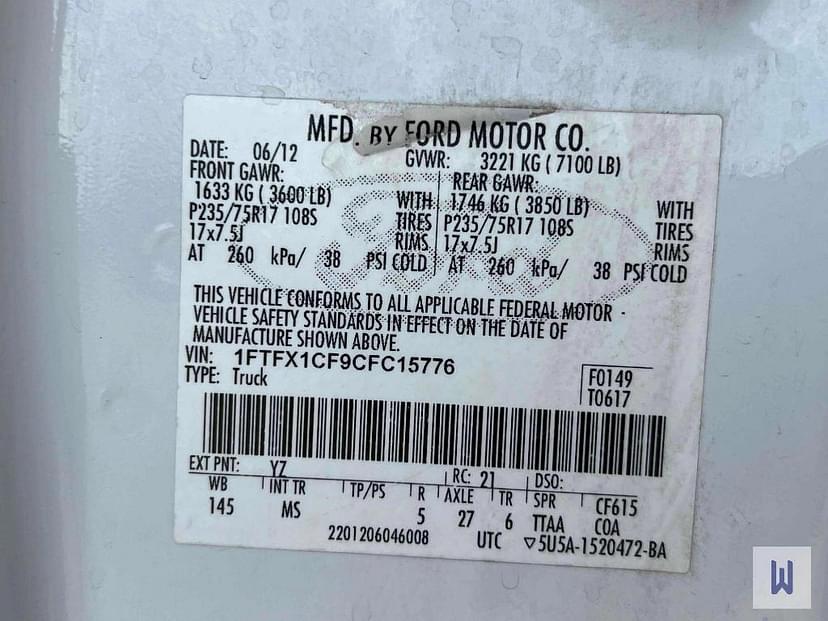 MFD. BY FORD MOTOR CO.
DATE: 06/12 GVWR: 3221 KG ( 7100 LB)
FRONT GAWR: REAR GAWR:
1633 KG ( 3600 LB) WITH 1746 KG ( 3850 LB) WITH
P235/75R17 108S TIRES P235/75R17 108S TIRES
17x7.5J RIMS 17x7.5J RIMS
AT 260 kPa/ 38 PSI COLD AT 260 kPa/ 38 PSI COLD
THIS VEHICLE CONFORMS TO ALL APPLICABLE FEDERAL MOTOR
VEHICLE SAFETY STANDARDS IN EFFECT ON THE DATE OF
MANUFACTURE SHOWN ABOVE.
VIN: 1FTFX1CF9CFC15776
TYPE: Truck F0149
T0617
EXT PNT: YZ RC: 21 DSO:
WB INT TR TP/PS R AXLE TR SPR CF615
145 MS 5 27 6 TTAA COA
2201206046008 UTC ▽5U5A-1520472-BA
W